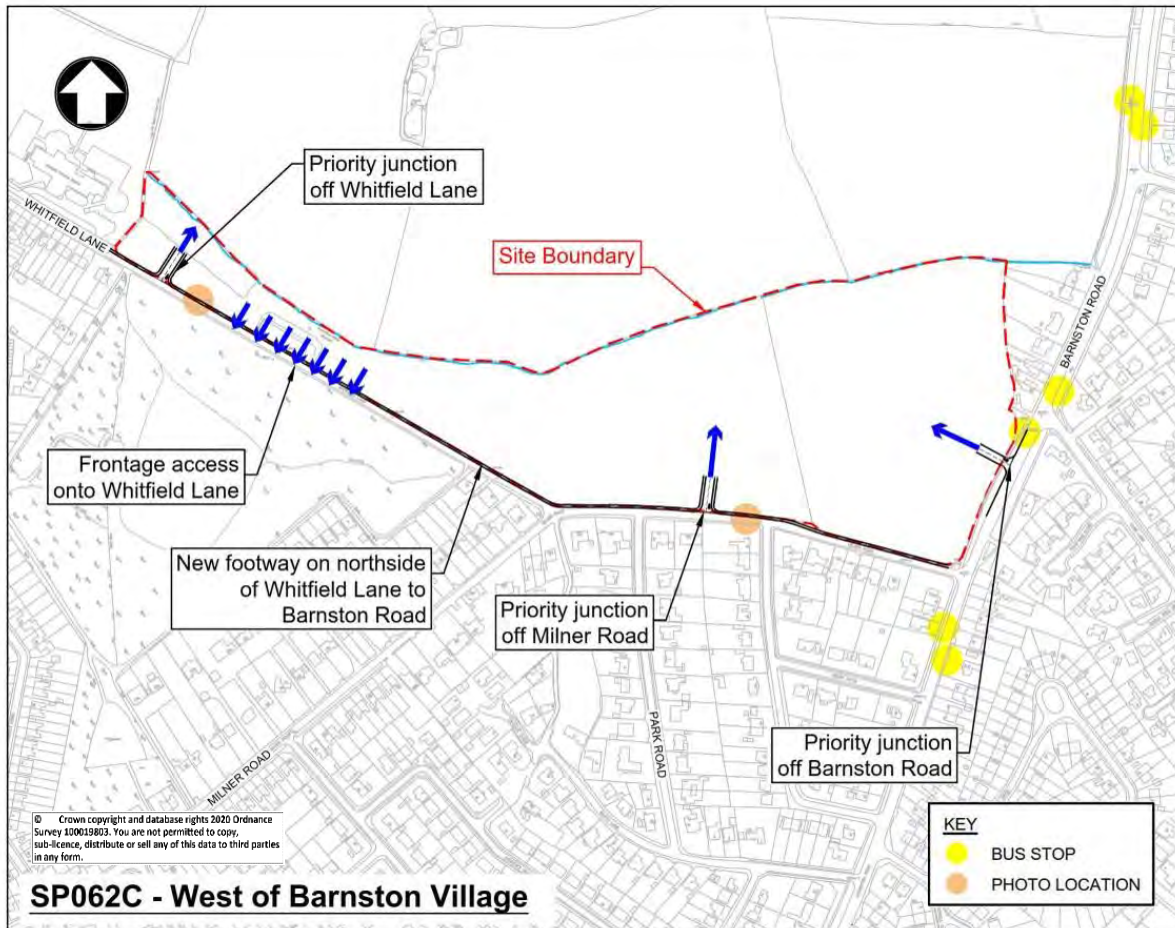 Priority junction
off Whitfield Lane
WHITFIELD LANE
Site Boundary
BARNSTON ROAD
Frontage access
onto Whitfield Lane
New footway on northside
of Whitfield Lane to
Barnston Road
Priority junction
off Milner Road
PARK ROAD
Priority junction
off Barnston Road
MILNER ROAD
© Crown copyright and database rights 2020 Ordnance
Survey 100019803. You are not permitted to copy,
sub-licence, distribute or sell any of this data to third parties
in any form.
KEY
BUS STOP
PHOTO LOCATION
SP062C - West of Barnston Village